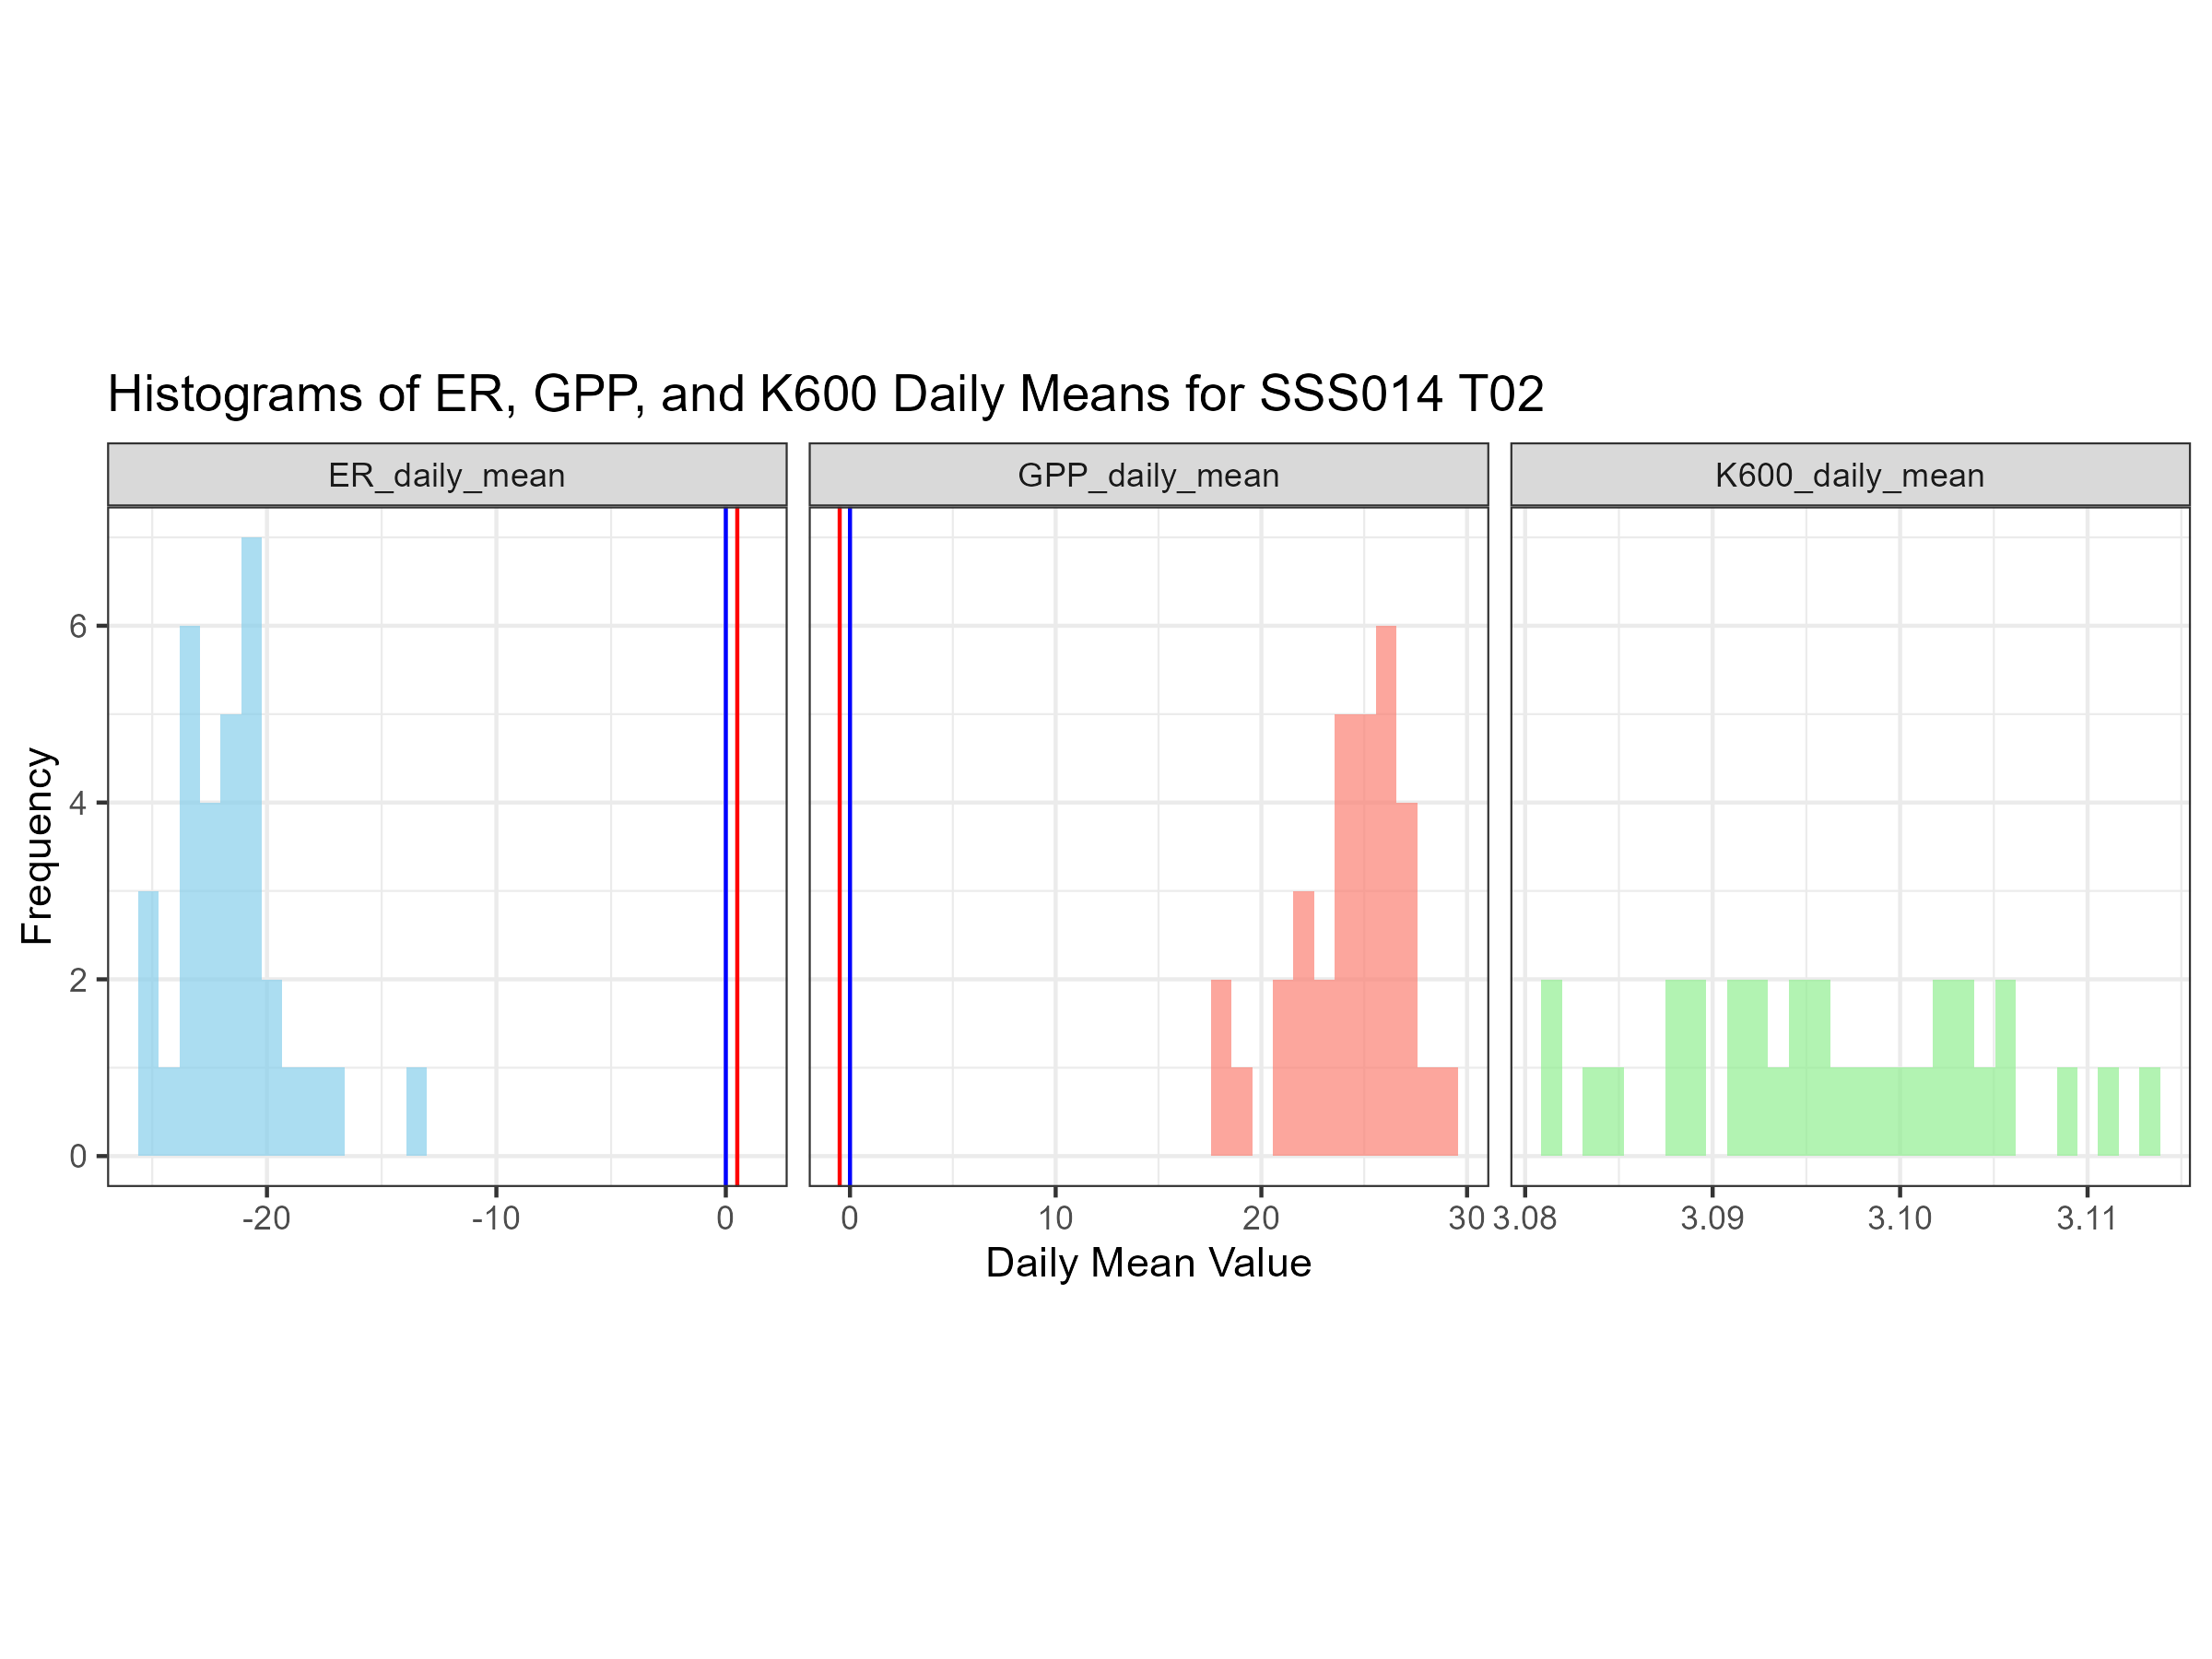 Histograms of ER, GPP, and K600 Daily Means for SSS014 T02
ER_daily_mean GPP_daily_mean K600_daily_mean
Frequency
6
4
2
0
-20 -10 0 0 10 20 30 3.08 3.09 3.10 3.11
Daily Mean Value